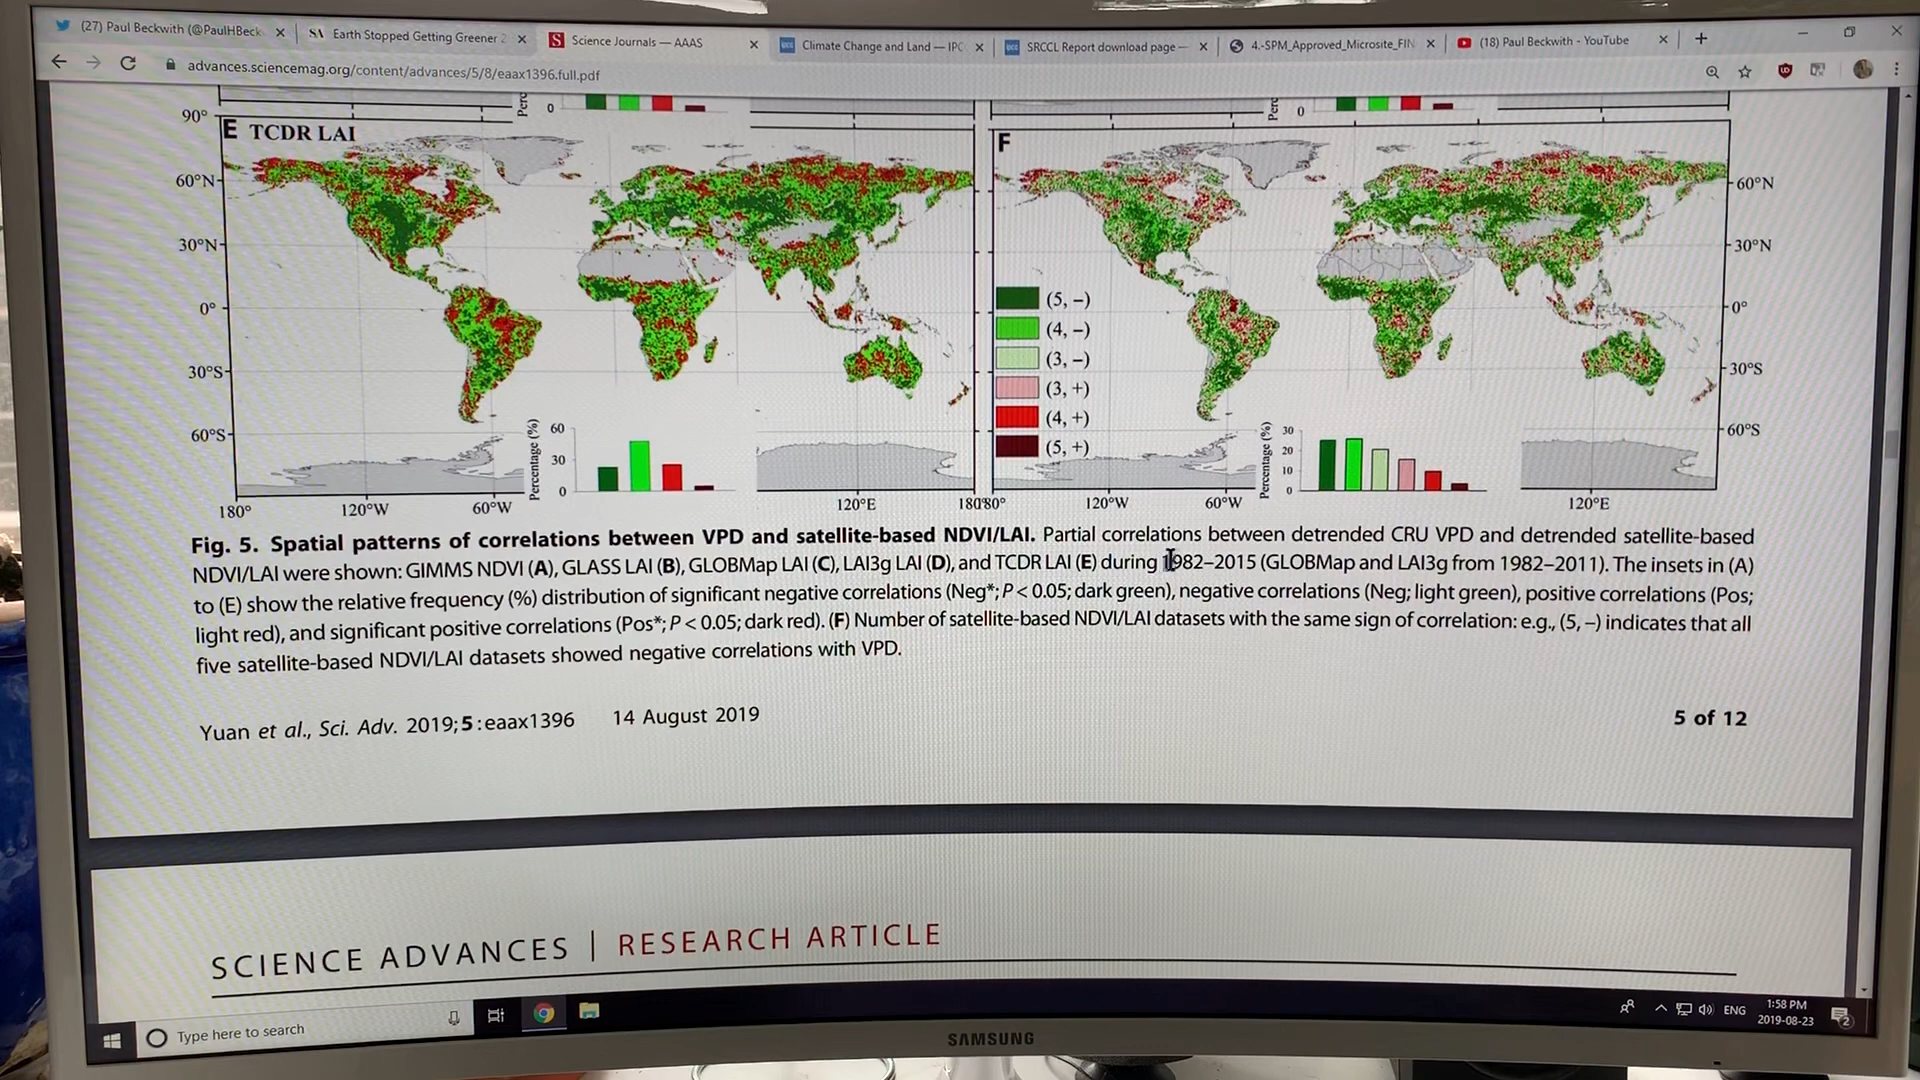 (27) Paul Beckwith (@PaulHBeck
Earth Stopped Getting Greener 2
Science Journals — AAAS
Climate Change and Land — IPC
SRCCL Report download page —
4.-SPM_Approved_Microsite_FIN
(18) Paul Beckwith - YouTube
advances.sciencemag.org/content/advances/5/8/eaax1396.full.pdf
Perc
0
Perc
0
90°
E TCDR LAI
F
60°N
60°N
30°N
30°N
0°
0°
30°S
30°S
60°S
60°S
(5, –)
(4, –)
(3, –)
(3, +)
(4, +)
(5, +)
Percentage (%)
60
30
0
Percentage (%)
30
20
10
0
180°
120°W
60°W
120°E
120°W
60°W
120°E
Fig. 5. Spatial patterns of correlations between VPD and satellite-based NDVI/LAI. Partial correlations between detrended CRU VPD and detrended satellite-based
NDVI/LAI were shown: GIMMS NDVI (A), GLASS LAI (B), GLOBMap LAI (C), LAI3g LAI (D), and TCDR LAI (E) during 1982–2015 (GLOBMap and LAI3g from 1982–2011). The insets in (A)
to (E) show the relative frequency (%) distribution of significant negative correlations (Neg*; P < 0.05; dark green), negative correlations (Neg; light green), positive correlations (Pos;
light red), and significant positive correlations (Pos*; P < 0.05; dark red). (F) Number of satellite-based NDVI/LAI datasets with the same sign of correlation: e.g., (5, –) indicates that all
five satellite-based NDVI/LAI datasets showed negative correlations with VPD.
Yuan et al., Sci. Adv. 2019;5:eaax1396 14 August 2019
5 of 12
SCIENCE ADVANCES | RESEARCH ARTICLE
Type here to search
ENG
1:58 PM
2019-08-23
2
SAMSUNG